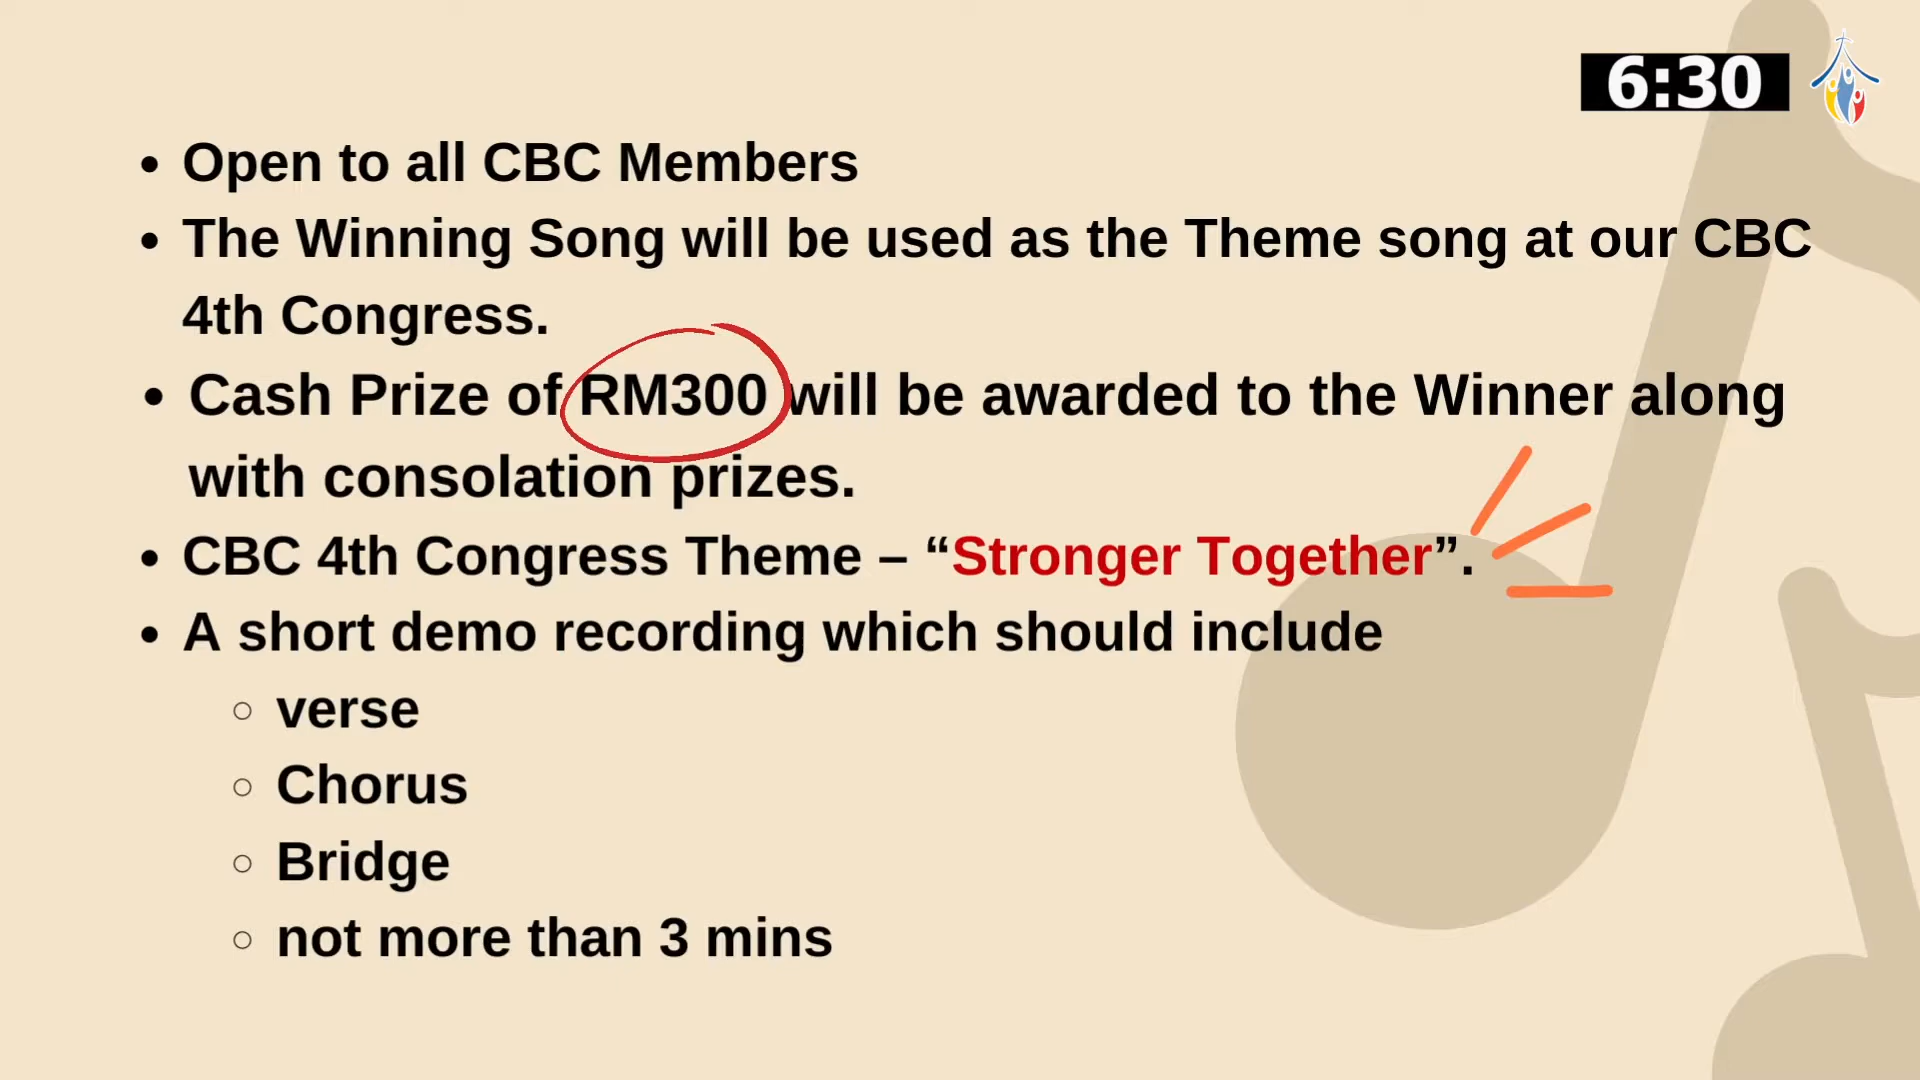 6:30
• Open to all CBC Members
• The Winning Song will be used as the Theme song at our CBC
4th Congress.
• Cash Prize of RM300 will be awarded to the Winner along
with consolation prizes.
• CBC 4th Congress Theme – “Stronger Together”.
• A short demo recording which should include
○ verse
○ Chorus
○ Bridge
○ not more than 3 mins